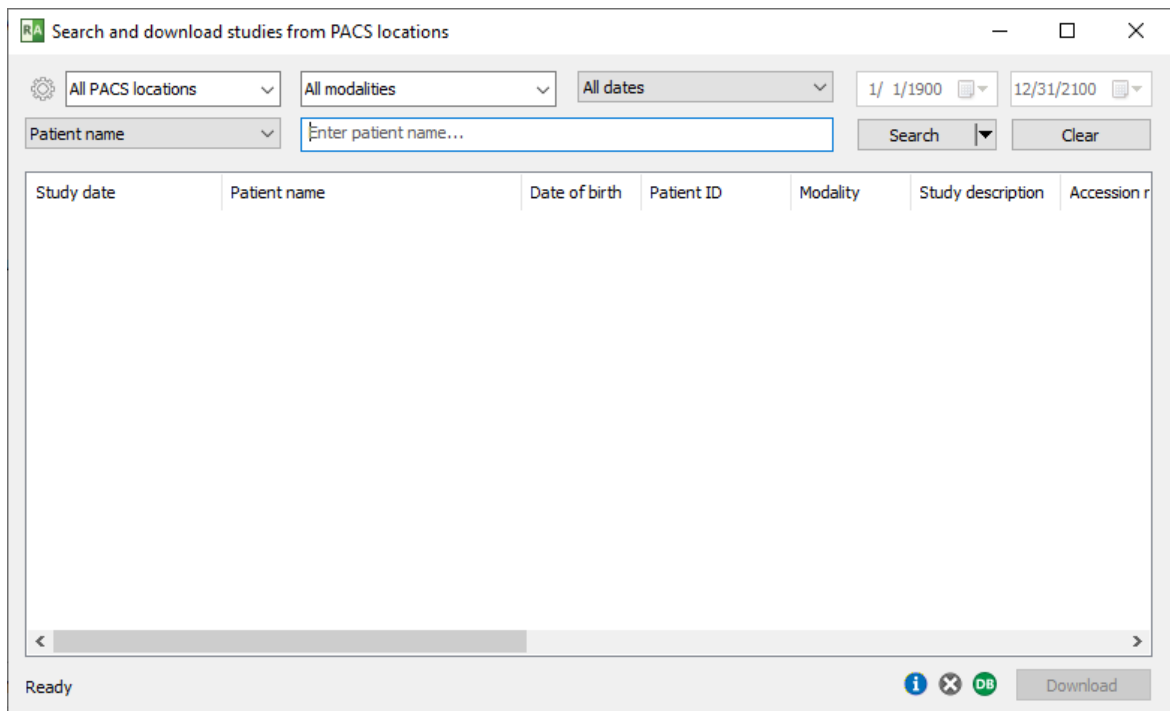 RA Search and download studies from PACS locations
All PACS locations All modalities All dates 1/ 1/1900 12/31/2100
Patient name Enter patient name... Search Clear
Study date Patient name Date of birth Patient ID Modality Study description Accession r
Ready i DB Download